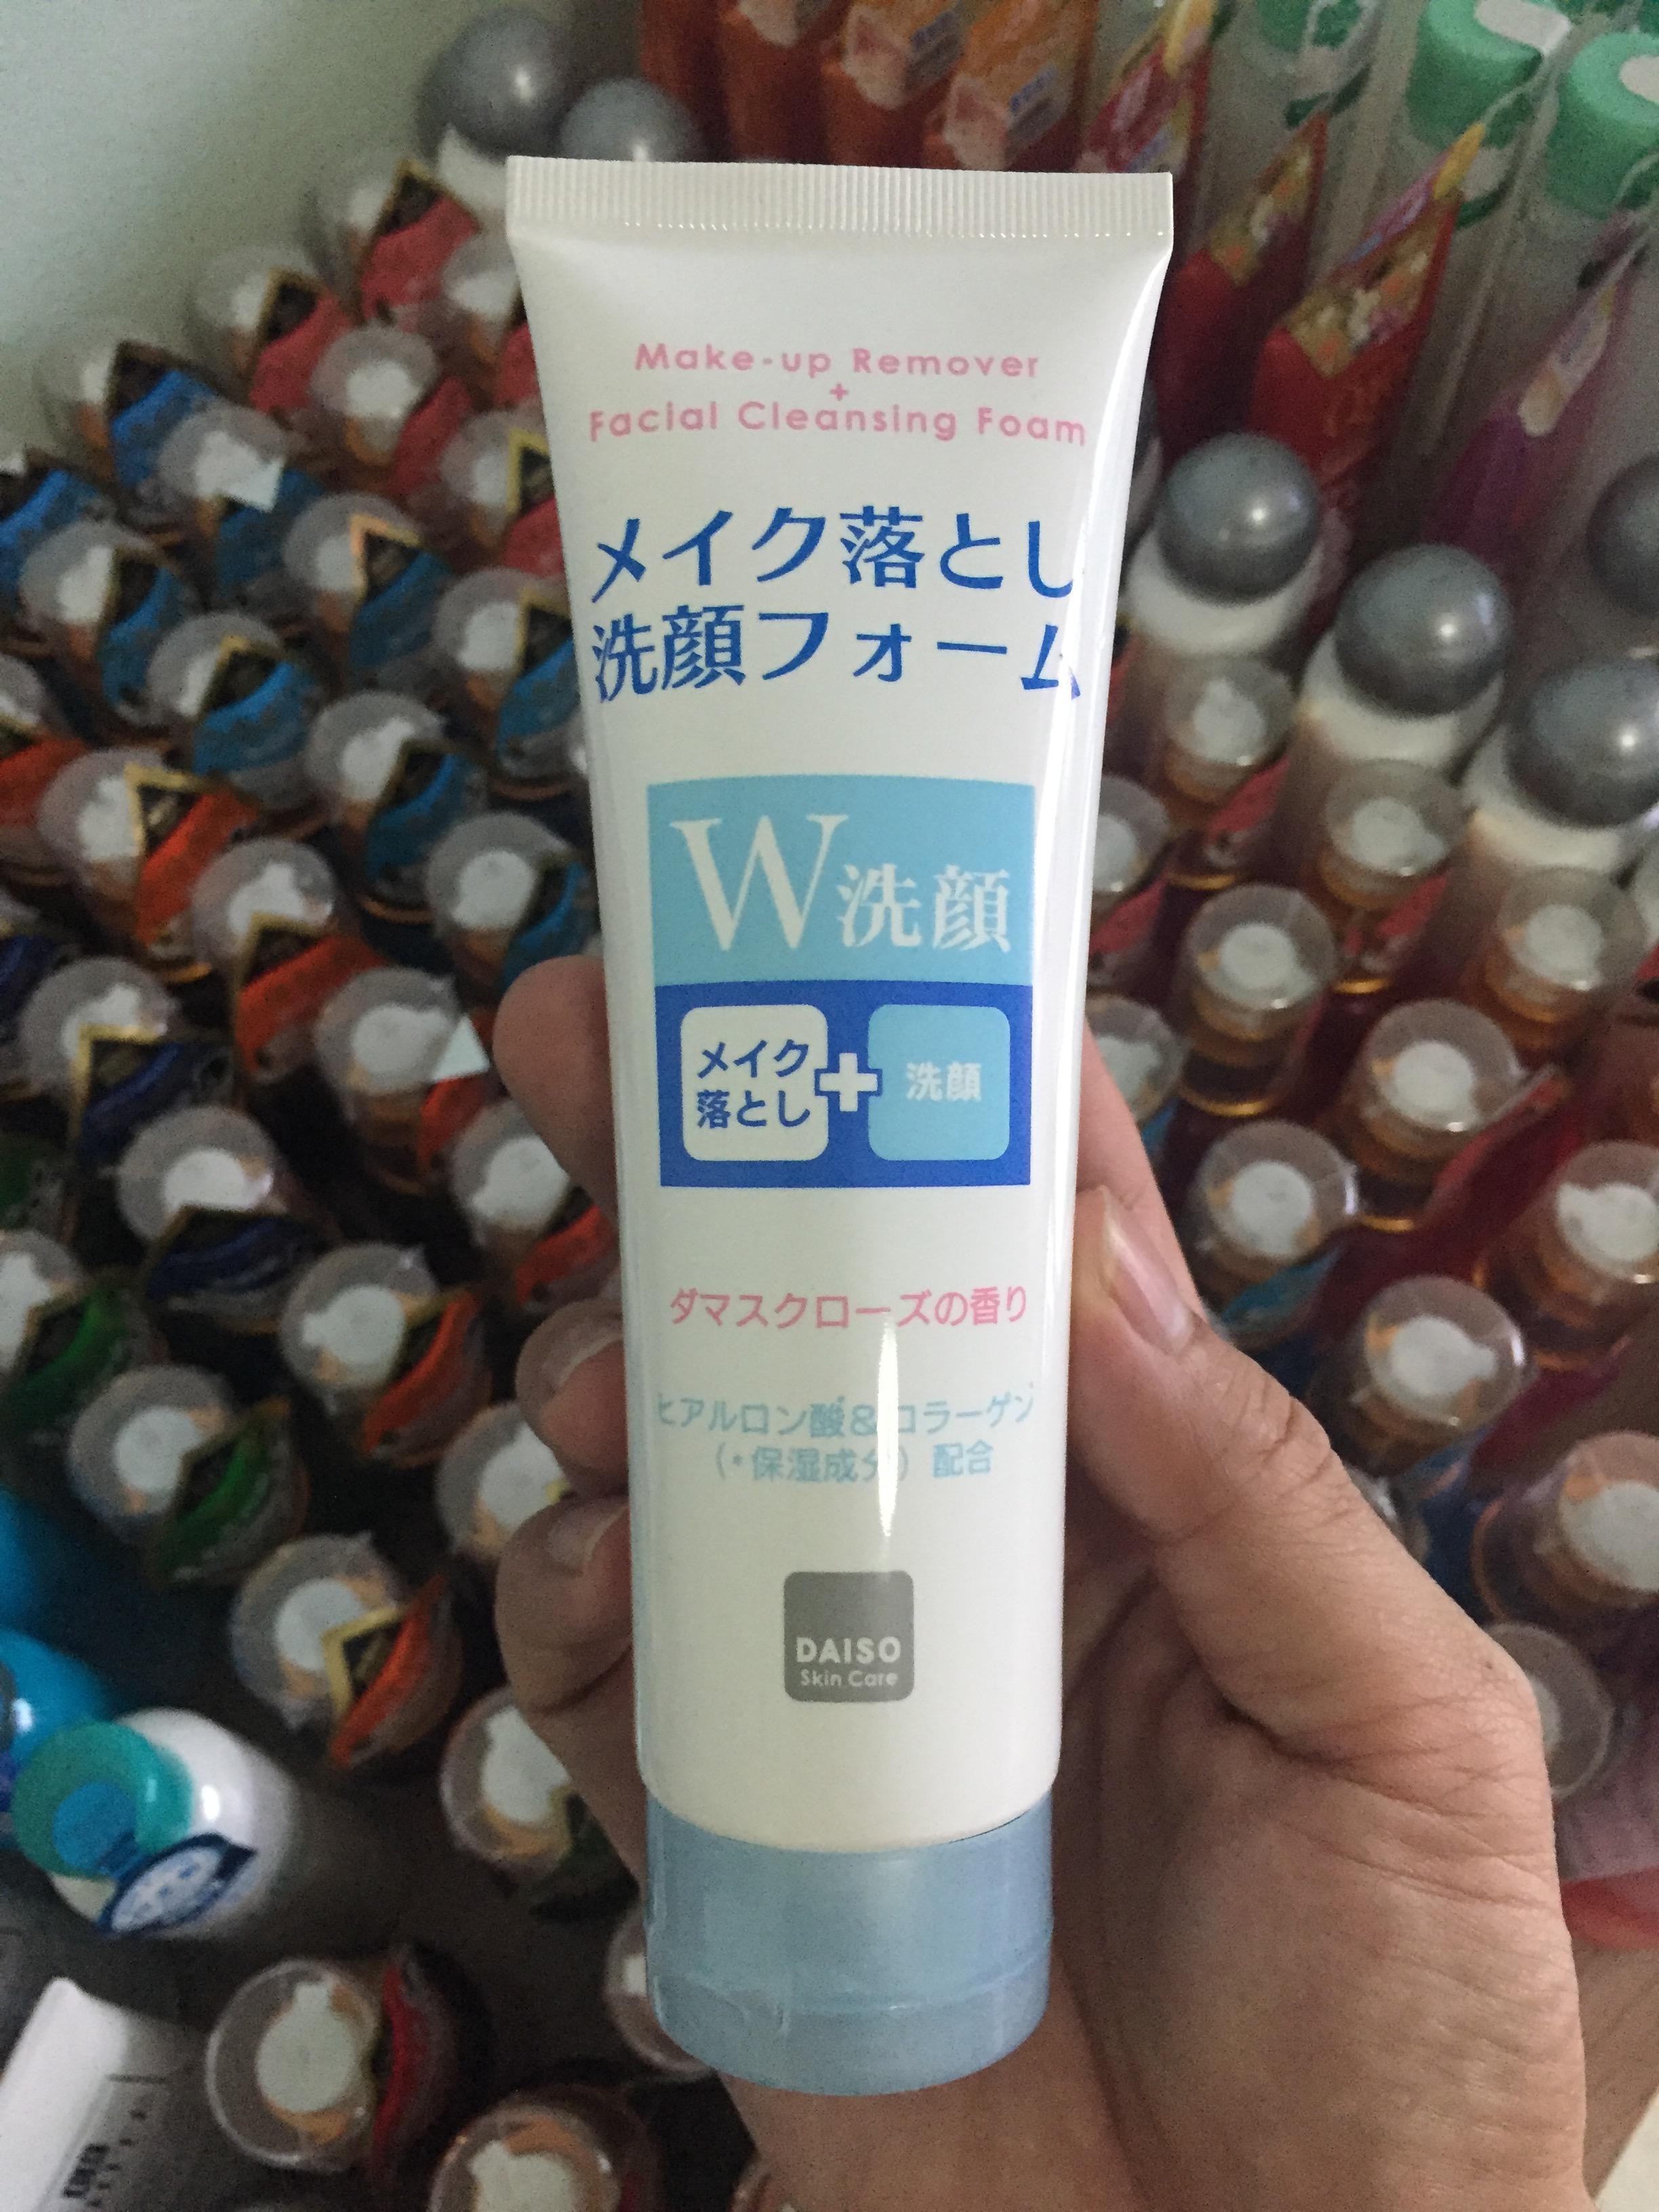 Make-up Remover
+
Facial Cleansing Foam
メイク落とし
洗顔フォーム
W洗顔
メイク
落とし
+
洗顔
ダマスクローズの香り
ヒアルロン酸*&コラーゲン*
(*保湿成分) 配合
DAISO
Skin Care